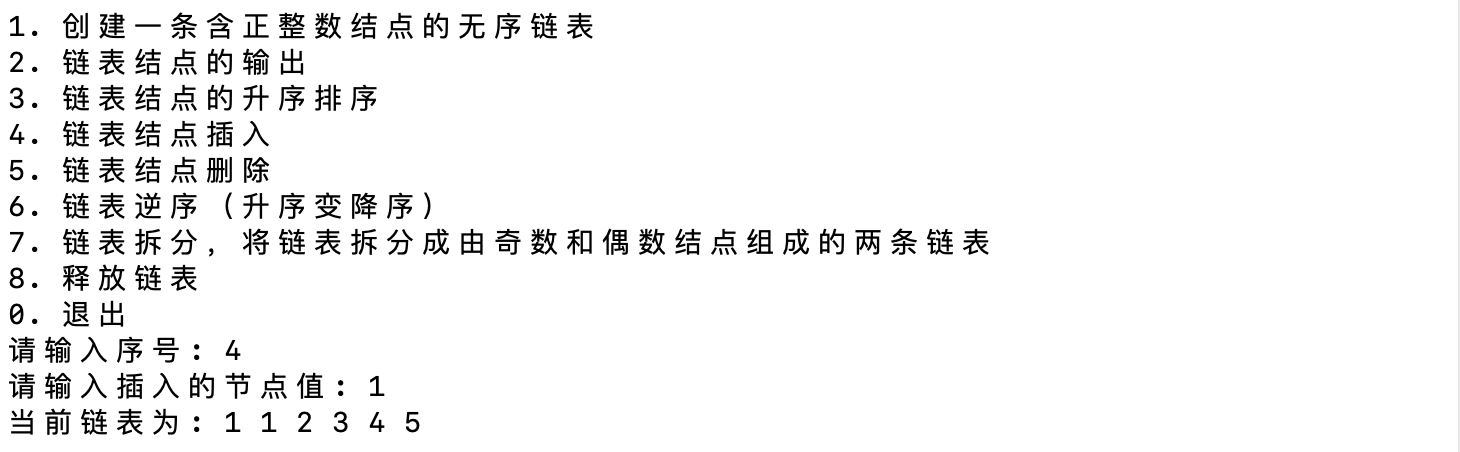 1. 创建一条含正整数结点的无序链表
2. 链表结点的输出
3. 链表结点的升序排序
4. 链表结点插入
5. 链表结点删除
6. 链表逆序（升序变降序）
7. 链表拆分，将链表拆分成由奇数和偶数结点组成的两条链表
8. 释放链表
0. 退出
请输入序号: 4
请输入插入的节点值: 1
当前链表为: 1 1 2 3 4 5